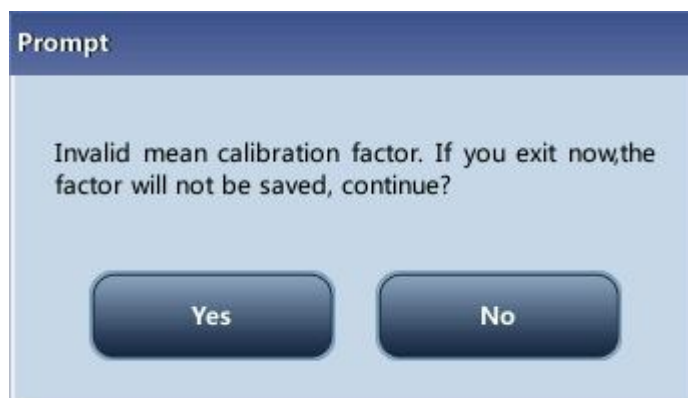 Prompt
Invalid mean calibration factor. If you exit now,the
factor will not be saved, continue?
Yes
No